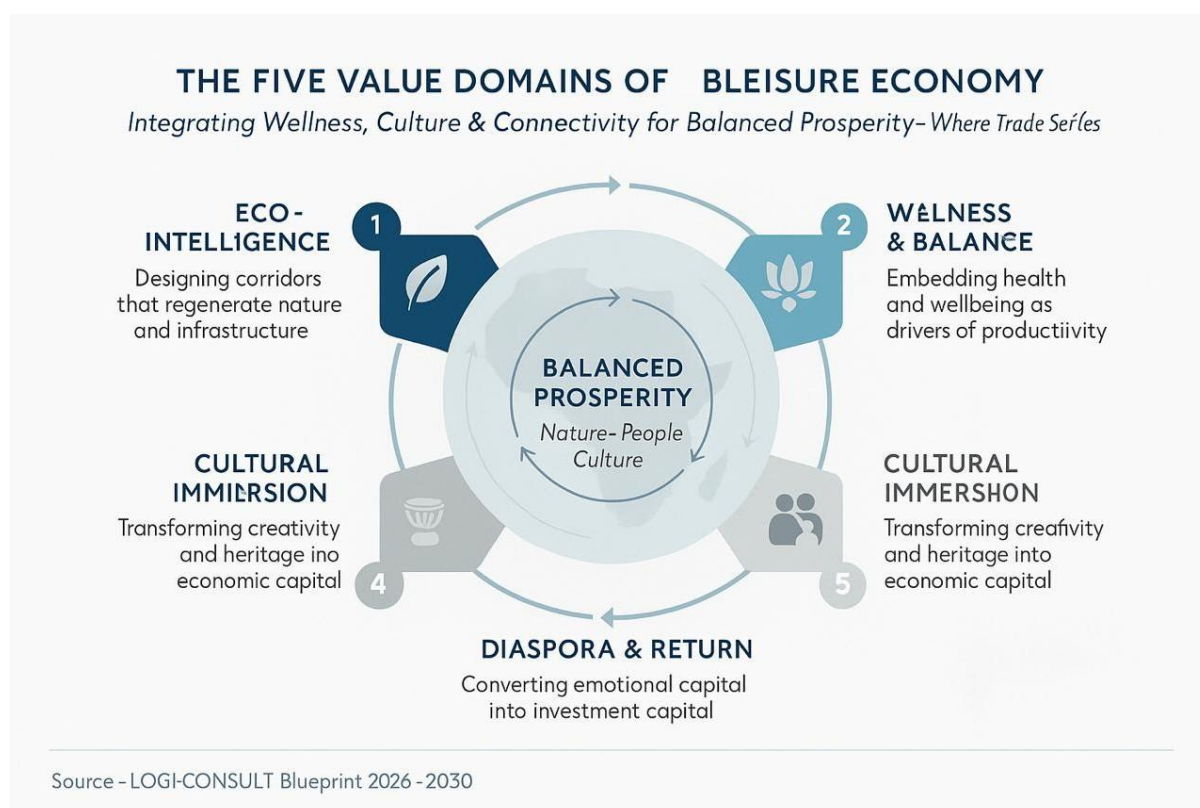 THE FIVE VALUE DOMAINS OF BLEISURE ECONOMY
Integrating Wellness, Culture & Connectivity for Balanced Prosperity–Where Trade
1
ECO-
INTELLIGENCE
Designing corridors
that regenerate nature
and infrastructure
2
& BALANCE
Embedding health
and wellbeing as
drivers of productiivity
BALANCED
PROSPERITY
Nature-People
Culture
CULTURAL
Transforming creativity
and heritage ino
economic capital
4
CULTURAL
IMMERSHON
Transforming creafivity
and heritage into
economic capital
5
DIASPORA & RETURN
Converting emotional capital
into investment capital
Source – LOGI-CONSULT Blueprint 2026 - 2030